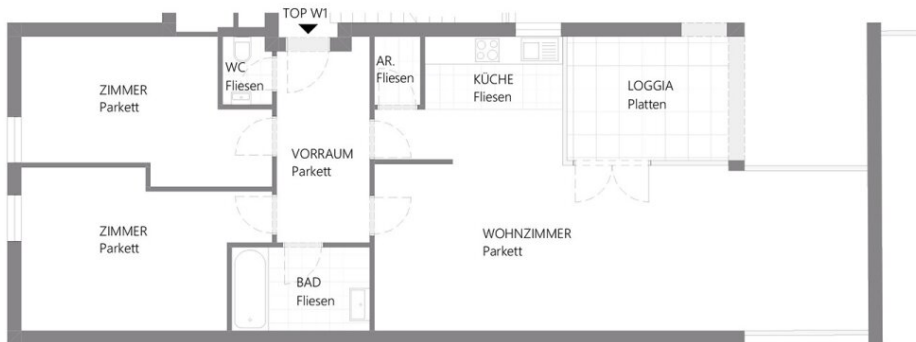 TOP W1
WC
Fliesen
AR.
Fliesen
KÜCHE
Fliesen
LOGGIA
Platten
ZIMMER
Parkett
VORRAUM
Parkett
ZIMMER
Parkett
WOHNZIMMER
Parkett
BAD
Fliesen